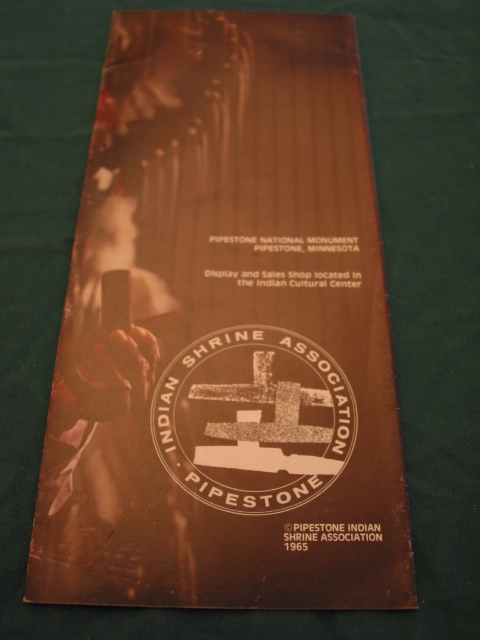 PIPESTONE NATIONAL MONUMENT
PIPESTONE, MINNESOTA
Display and Sales Shop located in
the Indian Cultural Center
INDIAN SHRINE ASSOCIATION
· PIPESTONE
©PIPESTONE INDIAN
SHRINE ASSOCIATION
1965